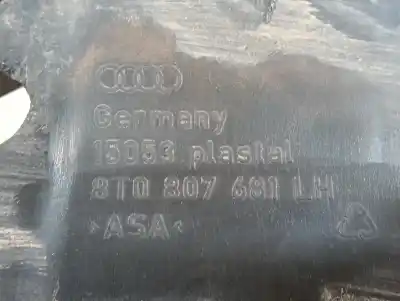 Germany
15053 plastal
8T0 807 681 LH
>ASA<